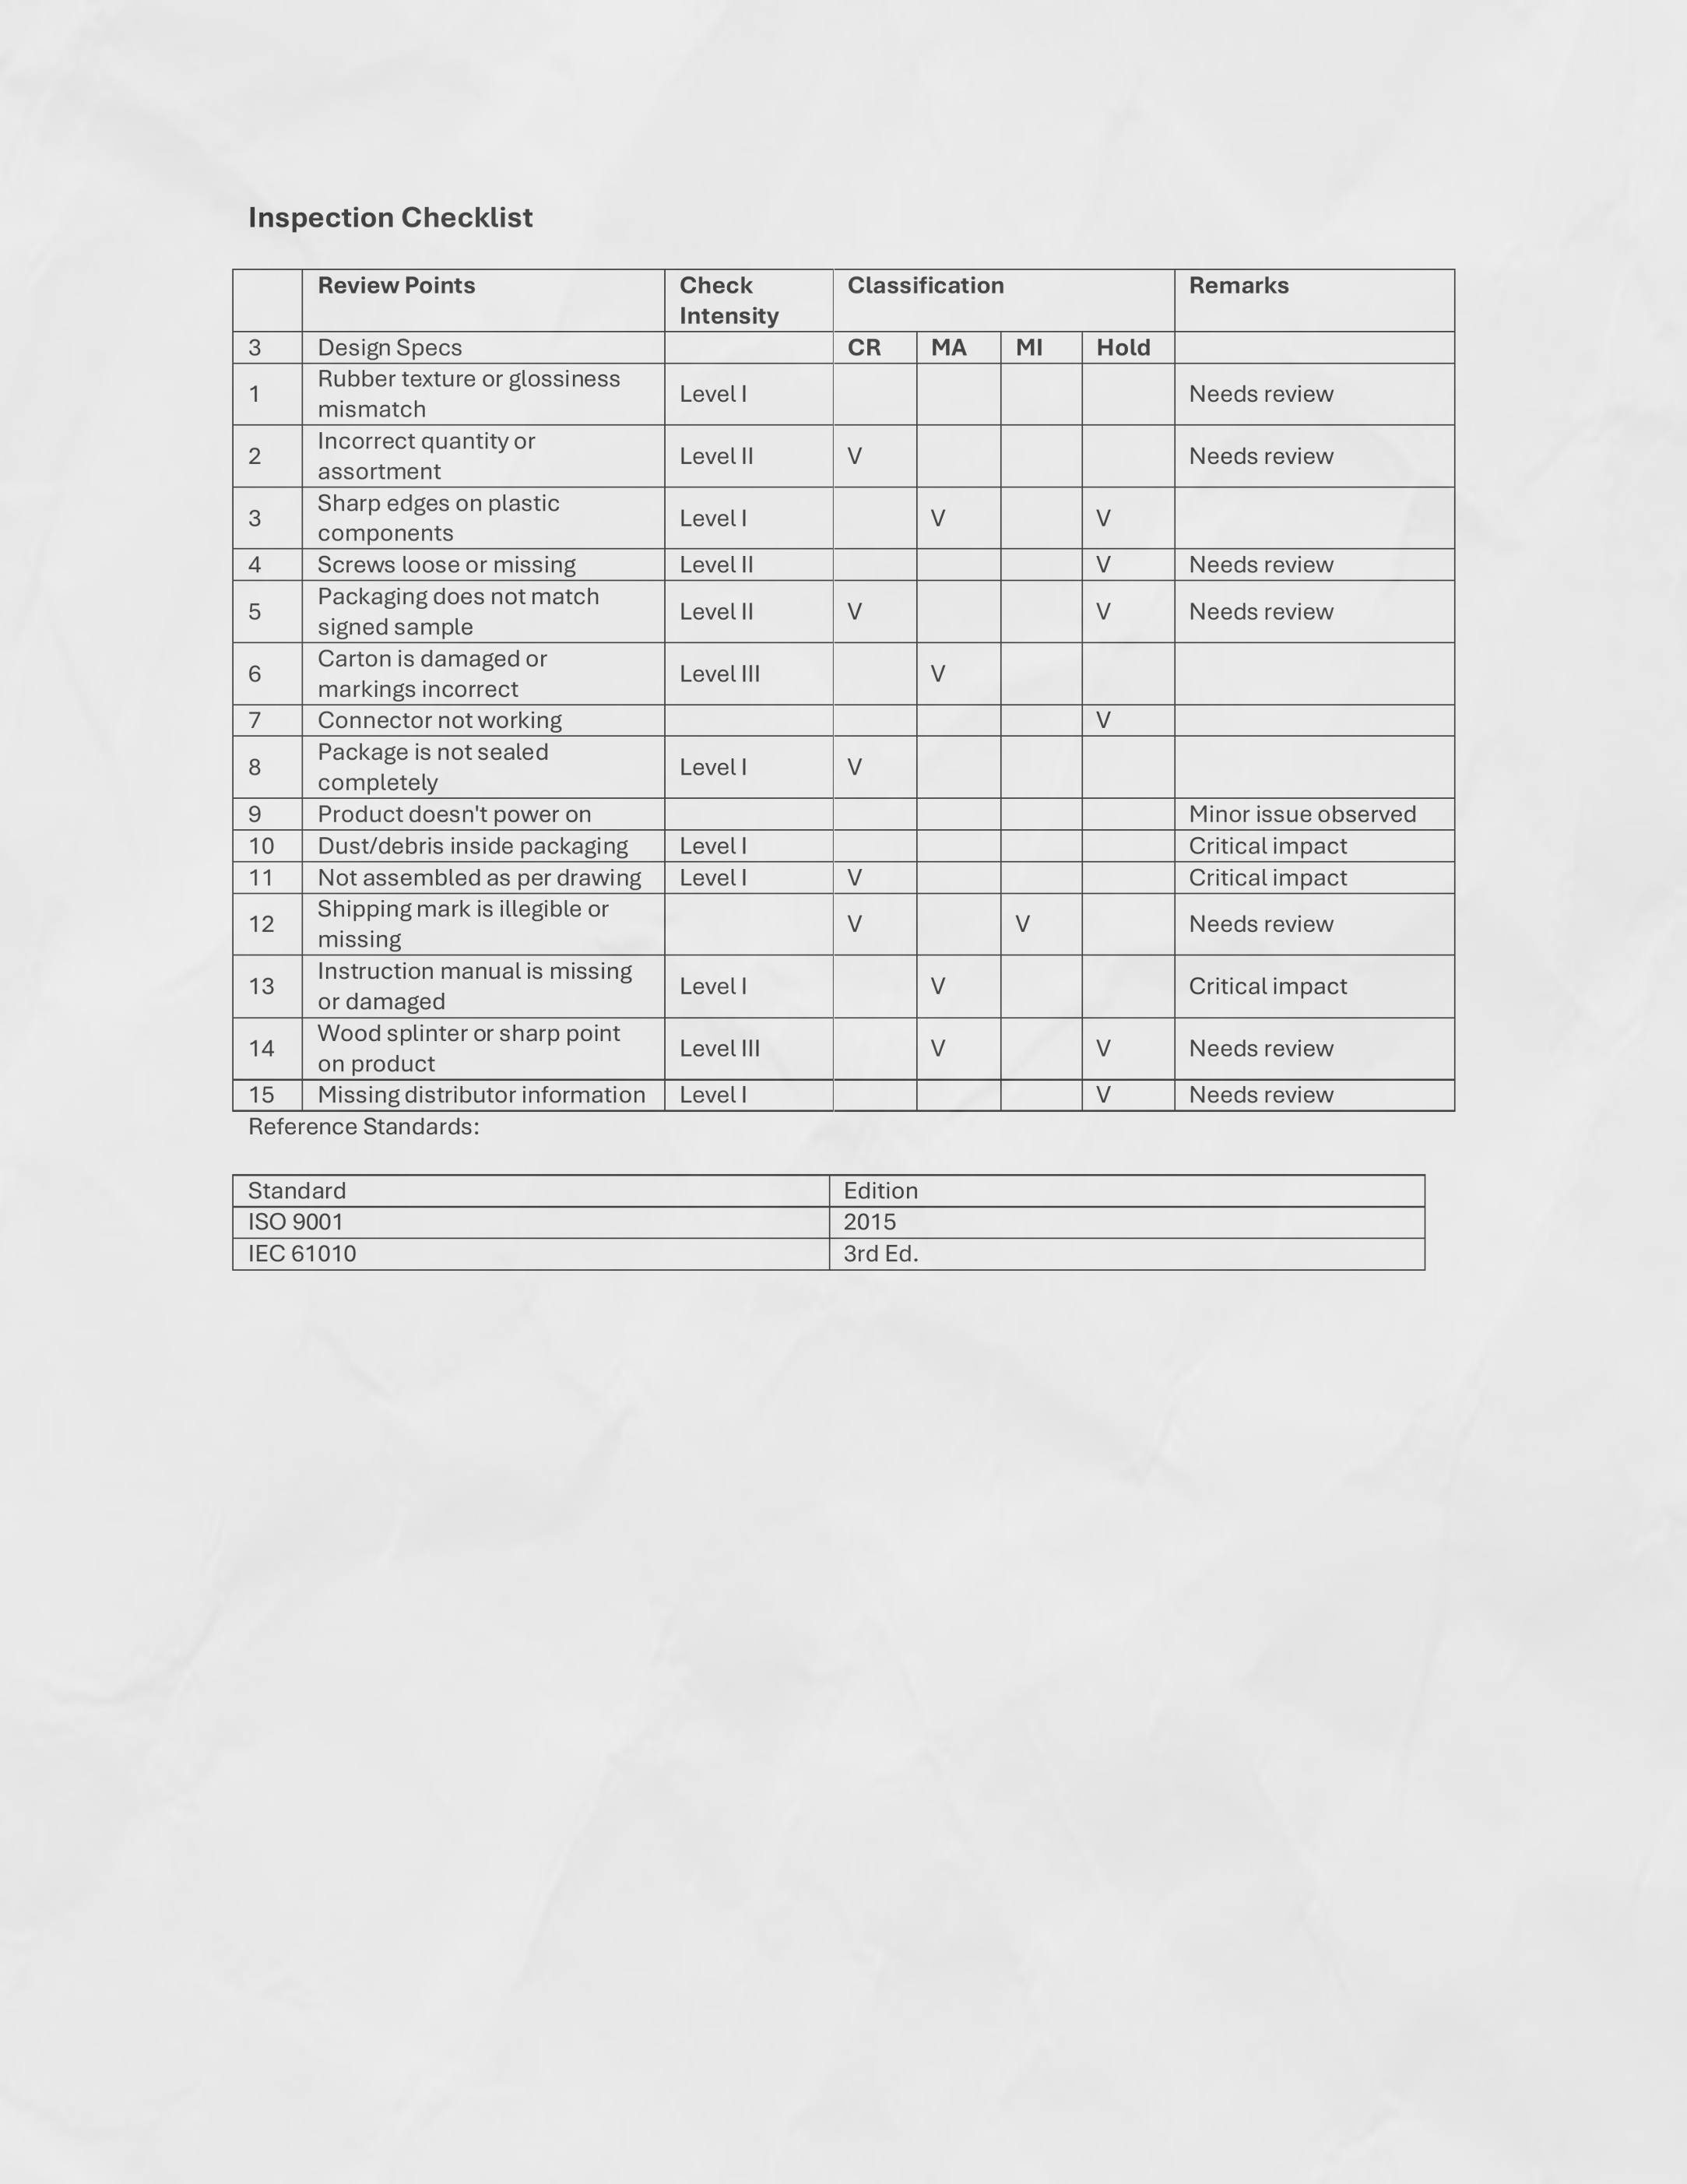 Inspection Checklist
Review Points Check Classification Remarks
Intensity
3 Design Specs CR MA MI Hold
1 Rubber texture or glossiness mismatch Level I Needs review
2 Incorrect quantity or assortment Level II V Needs review
3 Sharp edges on plastic components Level I V V
4 Screws loose or missing Level II V Needs review
5 Packaging does not match signed sample Level II V V Needs review
6 Carton is damaged or markings incorrect Level III V
7 Connector not working V
8 Package is not sealed completely Level I V
9 Product doesn't power on Minor issue observed
10 Dust/debris inside packaging Level I Critical impact
11 Not assembled as per drawing Level I V Critical impact
12 Shipping mark is illegible or missing V V Needs review
13 Instruction manual is missing or damaged Level I V Critical impact
14 Wood splinter or sharp point on product Level III V V Needs review
15 Missing distributor information Level I V Needs review
Reference Standards:
Standard Edition
ISO 9001 2015
IEC 61010 3rd Ed.